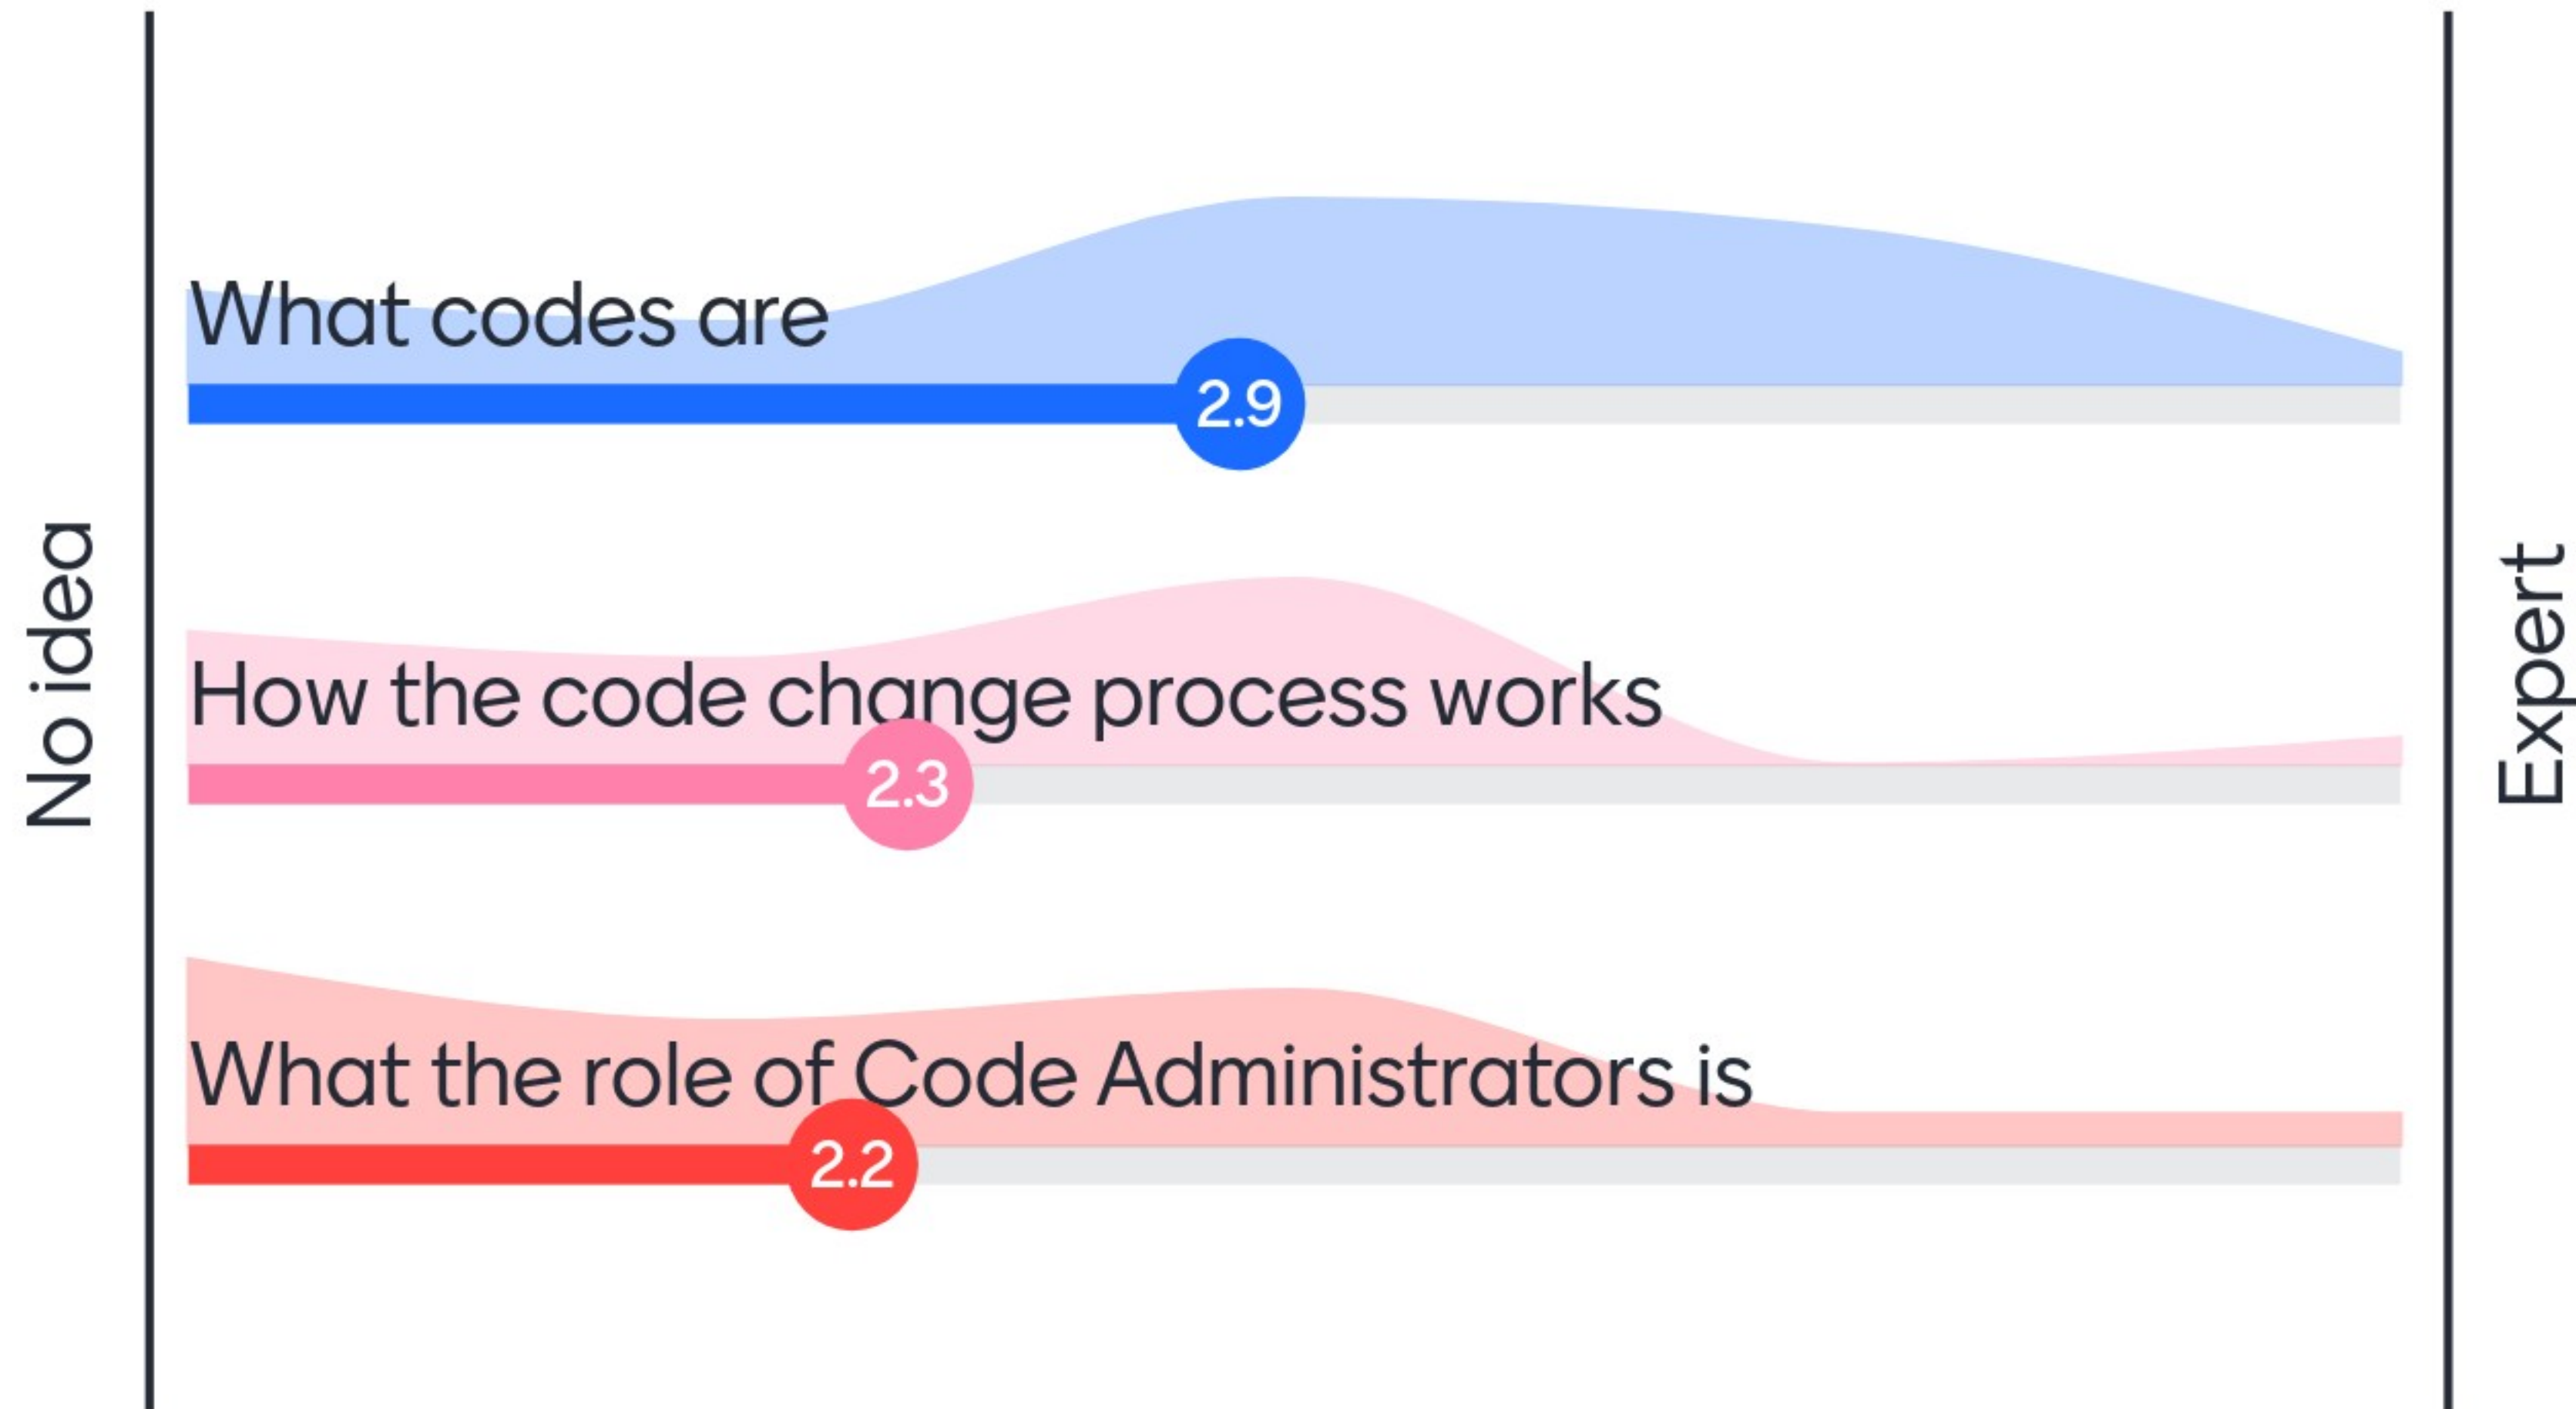 No idea
What codes are
2.9
How the code change process works
2.3
What the role of Code Administrators is
2.2
Expert